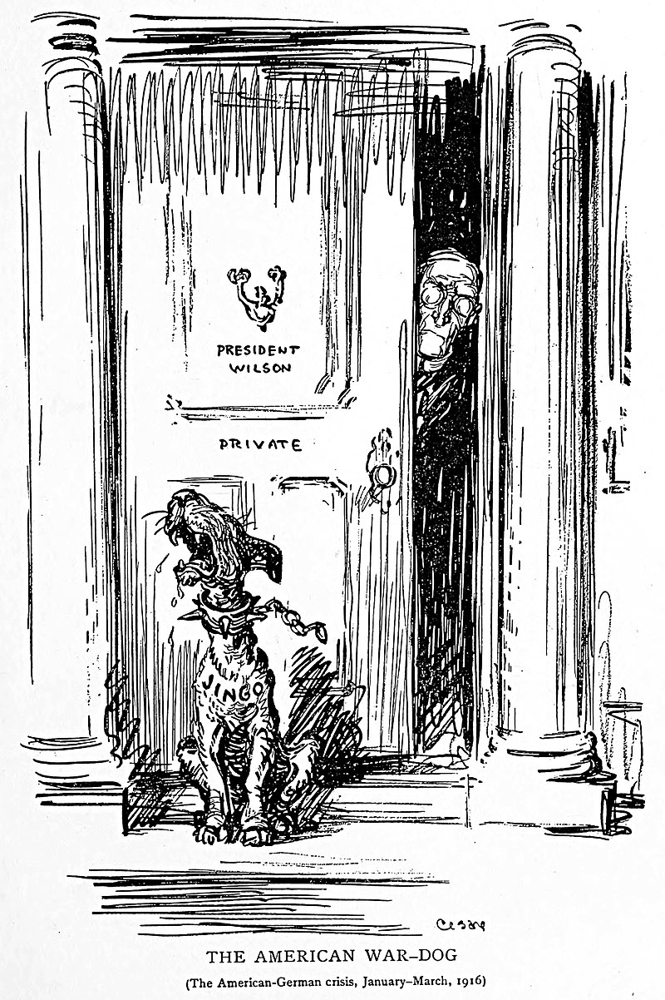 PRESIDENT
WILSON
PRIVATE
JINGO
Cesare
THE AMERICAN WAR–DOG
(The American-German crisis, January–March, 1916)